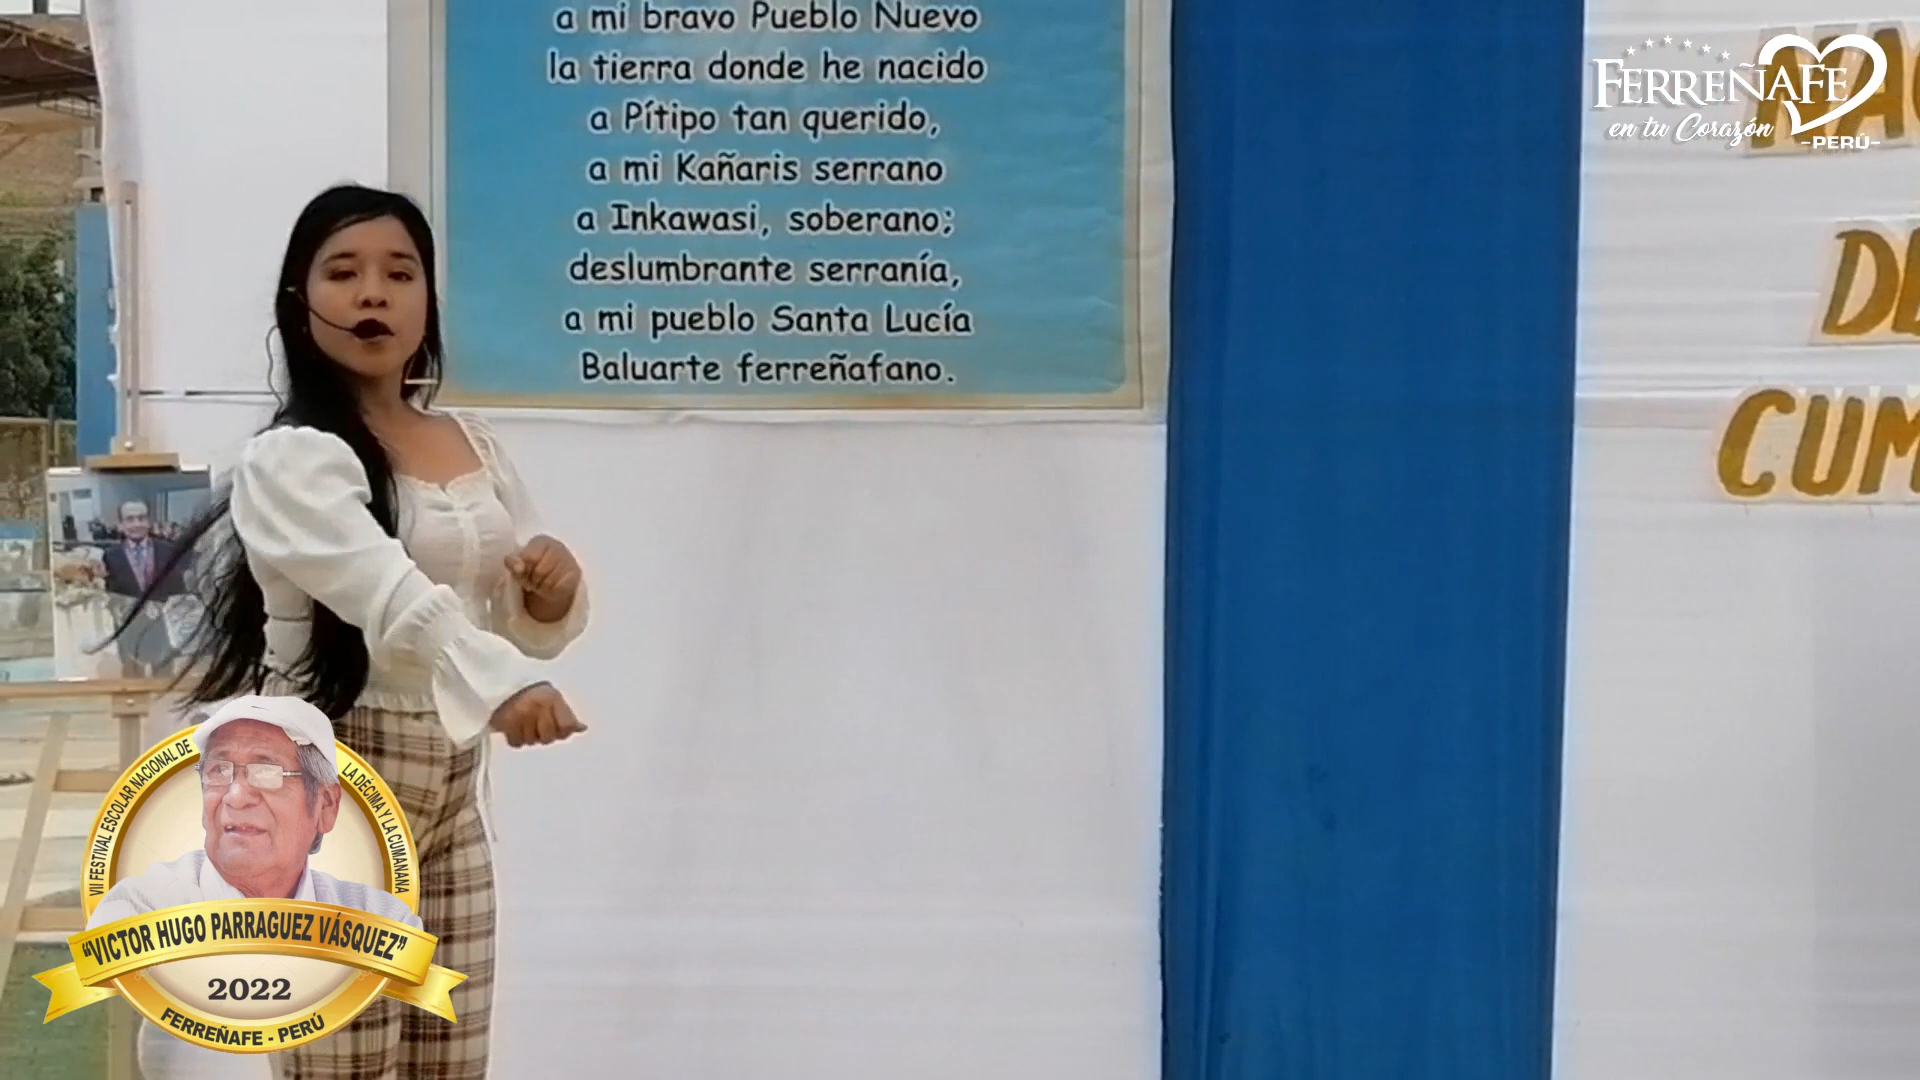 a mi bravo Pueblo Nuevo
la tierra donde he nacido
a Pítipo tan querido,
a mi Kañaris serrano
a Inkawasi, soberano;
deslumbrante serranía,
a mi pueblo Santa Lucía
Baluarte ferreñafano.
FERREÑAFE
en tu Corazón
-PERÚ-
DE
CUM
VII FESTIVAL ESCOLAR NACIONAL DE
LA DÉCIMA Y LA CUMANANA
"VICTOR HUGO PARRAGUEZ VÁSQUEZ"
2022
FERREÑAFE - PERÚ